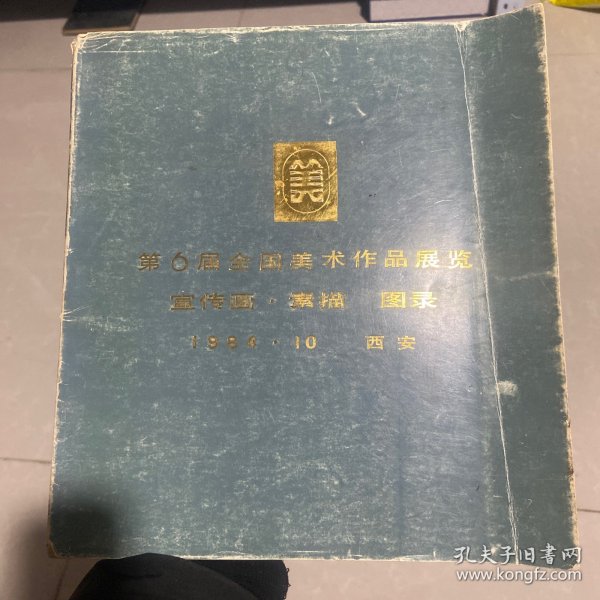 美
第6届全国美术作品展览
宣传画·素描 图录
1984·10 西安
孔夫子旧书网
www.kongfz.com